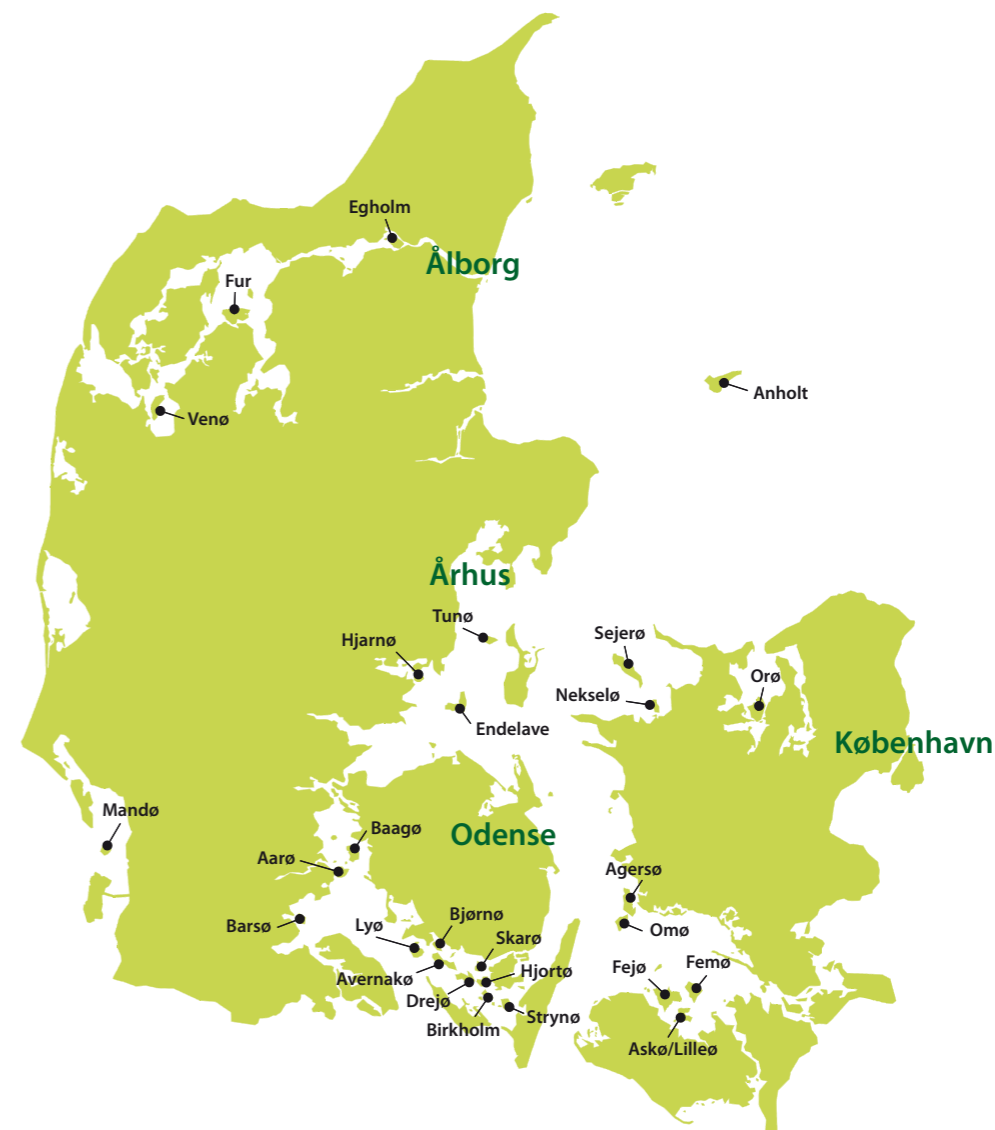 Egholm
Ålborg
Fur
Anholt
Venø
Århus
Tunø
Hjarnø
Sejerø
Orø
Nekselø
Endelave
København
Mandø
Baagø
Odense
Aarø
Agersø
Barsø
Lyø
Bjørnø
Omø
Skarø
Fejø
Femø
Avernakø
Hjortø
Drejø
Strynø
Birkholm
Askø/Lilleø